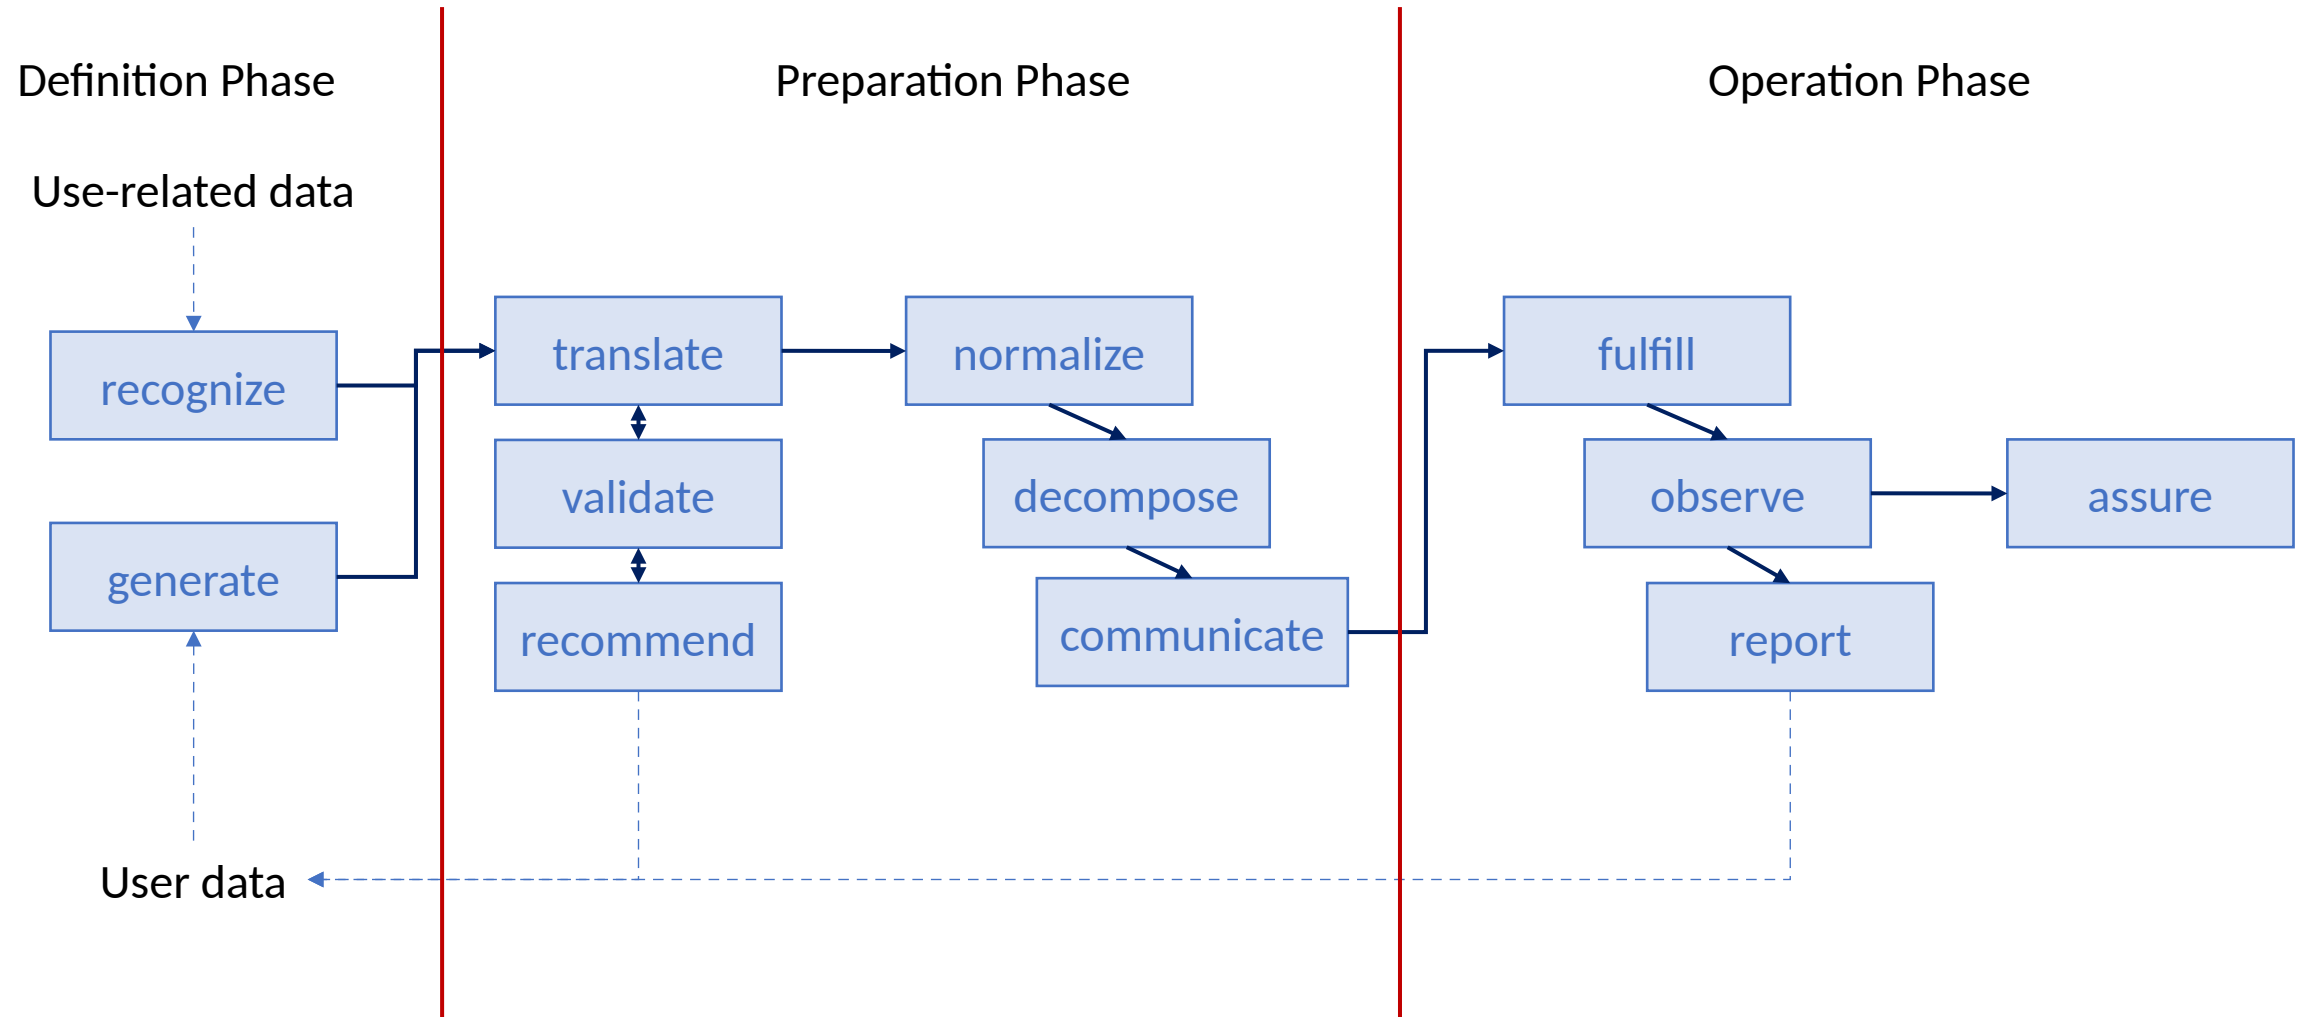 Definition Phase
Preparation Phase
Operation Phase
Use-related data
recognize
generate
User data
translate
validate
recommend
normalize
decompose
communicate
fulfill
observe
report
assure